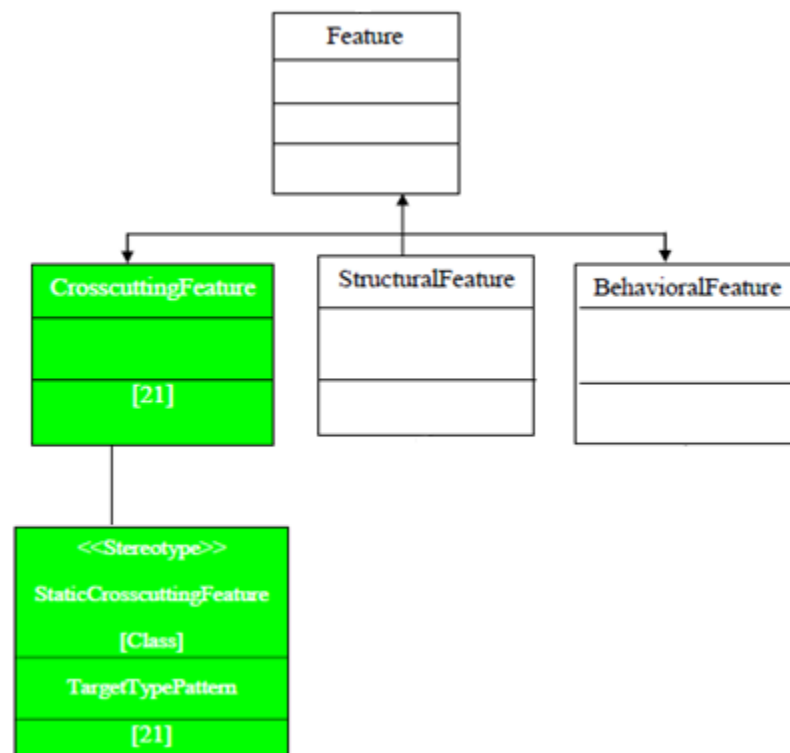 Feature
CrosscuttingFeature
[21]
StructuralFeature
BehavioralFeature
<<Stereotype>>
StaticCrosscuttingFeature
[Class]
TargetTypePattern
[21]